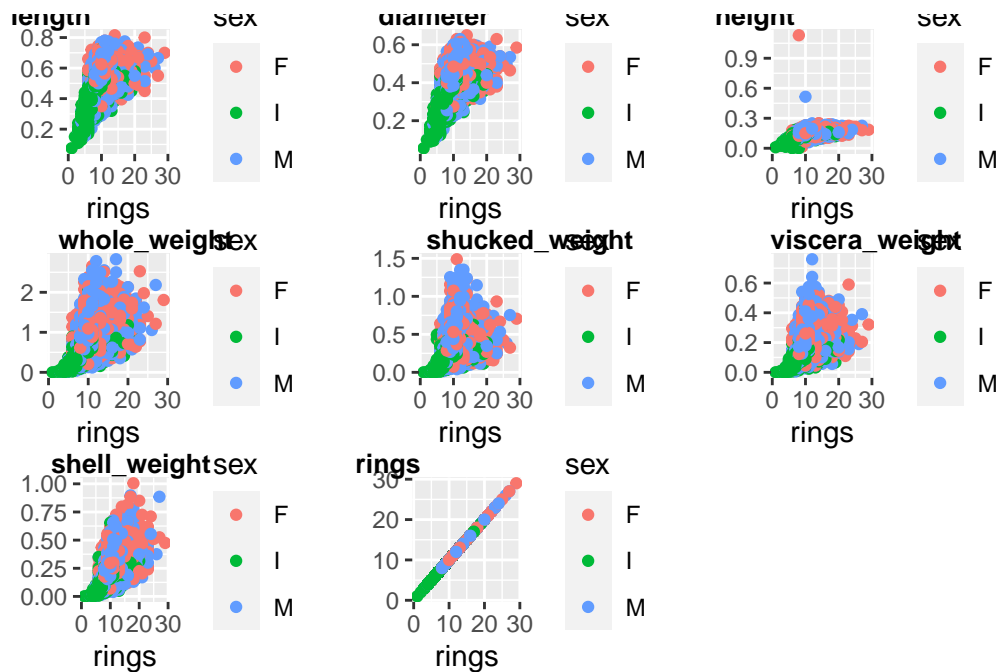 length
sex
0.8
0.6
0.4
0.2
0 10 20 30
rings
F
I
M
diameter
sex
0.6
0.4
0.2
0 10 20 30
rings
F
I
M
height
sex
0.9
0.6
0.3
0.0
0 10 20 30
rings
F
I
M
whole_weight
sex
2
1
0
0 10 20 30
rings
F
I
M
shucked_weight
sex
1.5
1.0
0.5
0.0
0 10 20 30
rings
F
I
M
viscera_weight
sex
0.6
0.4
0.2
0.0
0 10 20 30
rings
F
I
M
shell_weight
sex
1.00
0.75
0.50
0.25
0.00
0 10 20 30
rings
F
I
M
rings
sex
30
20
10
0
0 10 20 30
rings
F
I
M